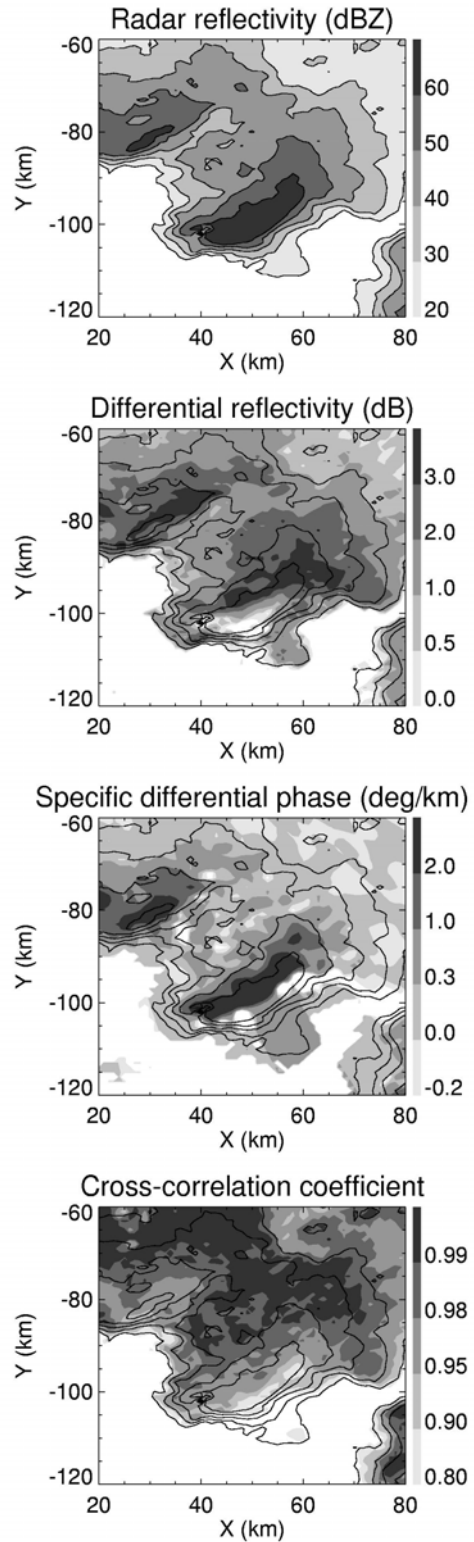 Radar reflectivity (dBZ)
-60
-80
-100
-120
Y (km)
20 40 60 80
X (km)
60
50
40
30
20
Differential reflectivity (dB)
-60
-80
-100
-120
Y (km)
20 40 60 80
X (km)
3.0
2.0
1.0
0.5
0.0
Specific differential phase (deg/km)
-60
-80
-100
-120
Y (km)
20 40 60 80
X (km)
2.0
1.0
0.3
0.0
-0.2
Cross-correlation coefficient
-60
-80
-100
-120
Y (km)
20 40 60 80
X (km)
0.99
0.98
0.95
0.90
0.80